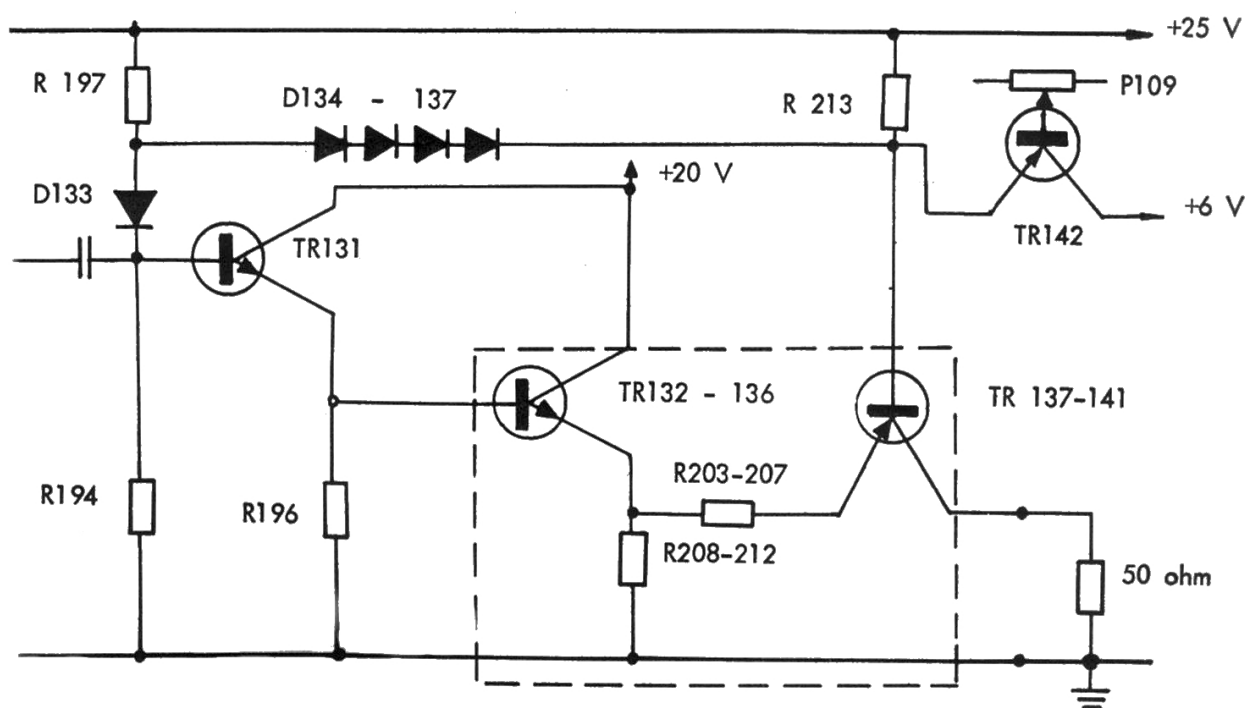 +25 V
R 197
D134 - 137
R 213
P109
D133
+20 V
+6 V
TR131
TR142
TR132 - 136
TR 137-141
R203-207
R194
R196
R208-212
50 ohm